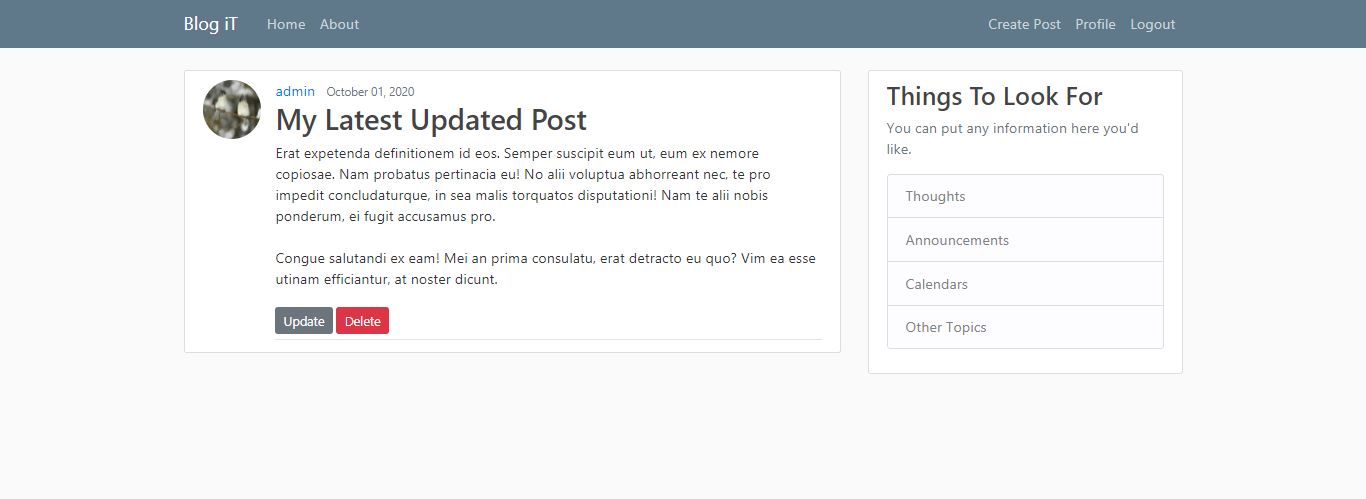 Blog iT Home About Create Post Profile Logout
admin October 01, 2020
My Latest Updated Post
Erat expetenda definitionem id eos. Semper suscipit eum ut, eum ex nemore
copiosae. Nam probatus pertinacia eu! No alii voluptua abhorreant nec, te pro
impedit concludaturque, in sea malis torquatos disputationi! Nam te alii nobis
ponderum, ei fugit accusamus pro.
Congue salutandi ex eam! Mei an prima consulatu, erat detracto eu quo? Vim ea esse
utinam efficiantur, at noster dicunt.
Update Delete
Things To Look For
You can put any information here you'd
like.
Thoughts
Announcements
Calendars
Other Topics